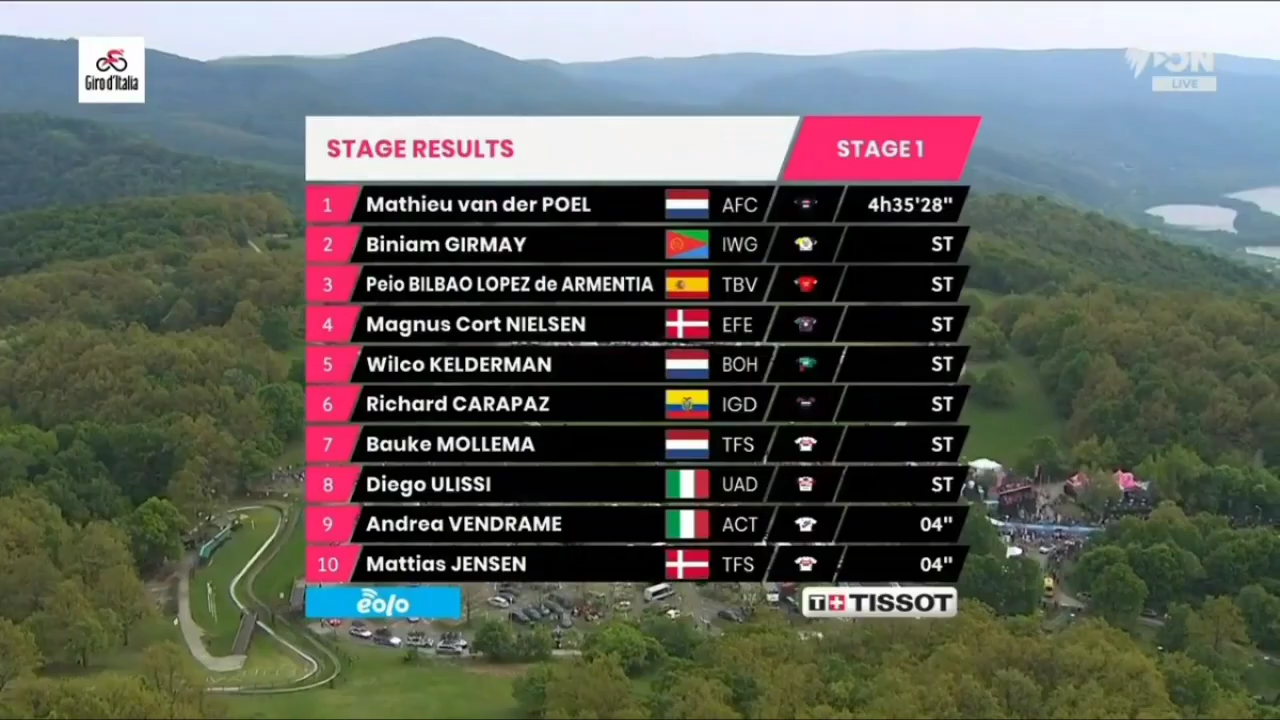 Giro d'Italia
ON
LIVE
STAGE RESULTS STAGE 1
1 Mathieu van der POEL AFC 4h35'28"
2 Biniam GIRMAY IWG ST
3 Peio BILBAO LOPEZ de ARMENTIA TBV ST
4 Magnus Cort NIELSEN EFE ST
5 Wilco KELDERMAN BOH ST
6 Richard CARAPAZ IGD ST
7 Bauke MOLLEMA TFS ST
8 Diego ULISSI UAD ST
9 Andrea VENDRAME ACT 04"
10 Mattias JENSEN TFS 04"
eolo T+TISSOT